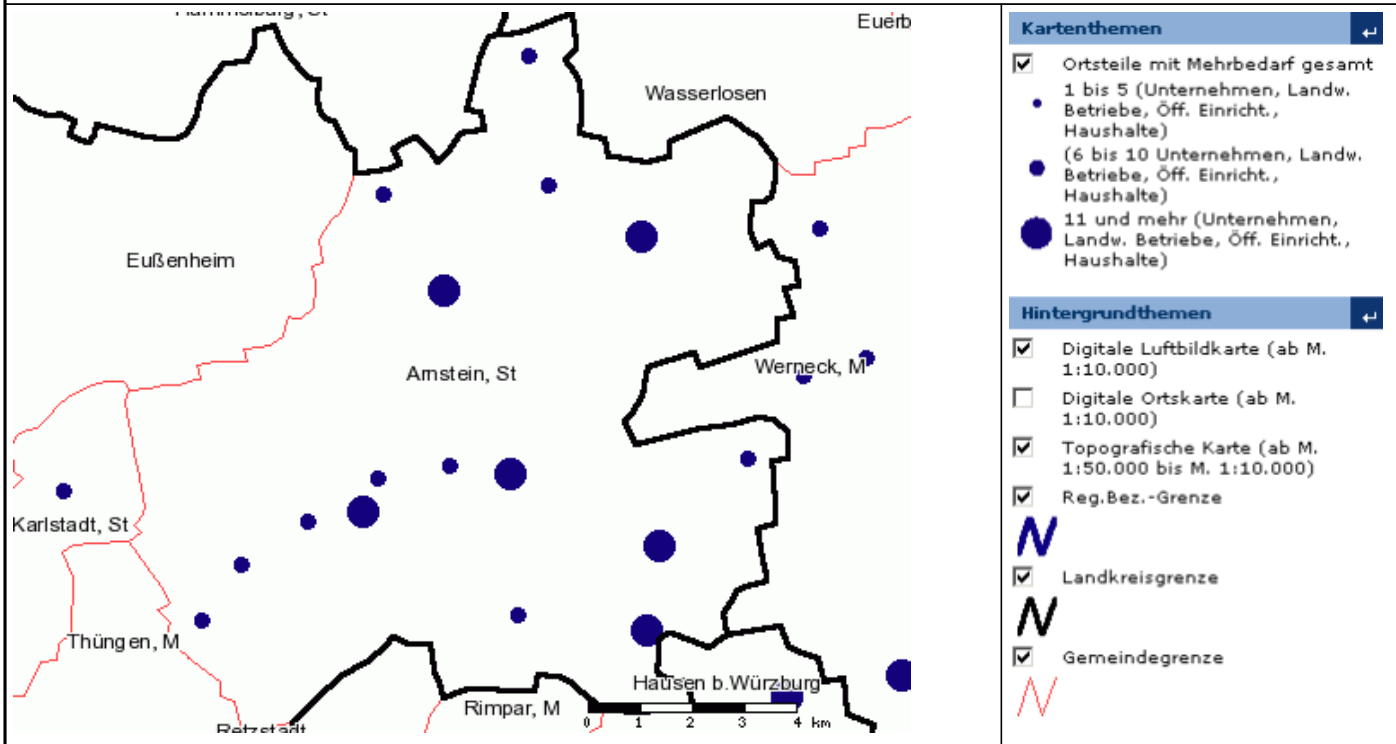 Hammelburg, St
Euerb
Wasserlosen
Eußenheim
Arnstein, St
Werneck, M
Karlstadt, St
Thüngen, M
Hausen b.Würzburg
Rimpar, M
Retzstadt
0 1 2 3 4 km
Kartenthemen
Ortsteile mit Mehrbedarf gesamt
1 bis 5 (Unternehmen, Landw.
Betriebe, Öff. Einricht.,
Haushalte)
(6 bis 10 Unternehmen, Landw.
Betriebe, Öff. Einricht.,
Haushalte)
11 und mehr (Unternehmen,
Landw. Betriebe, Öff. Einricht.,
Haushalte)
Hintergrundthemen
Digitale Luftbildkarte (ab M.
1:10.000)
Digitale Ortskarte (ab M.
1:10.000)
Topografische Karte (ab M.
1:50.000 bis M. 1:10.000)
Reg.Bez.-Grenze
Landkreisgrenze
Gemeindegrenze